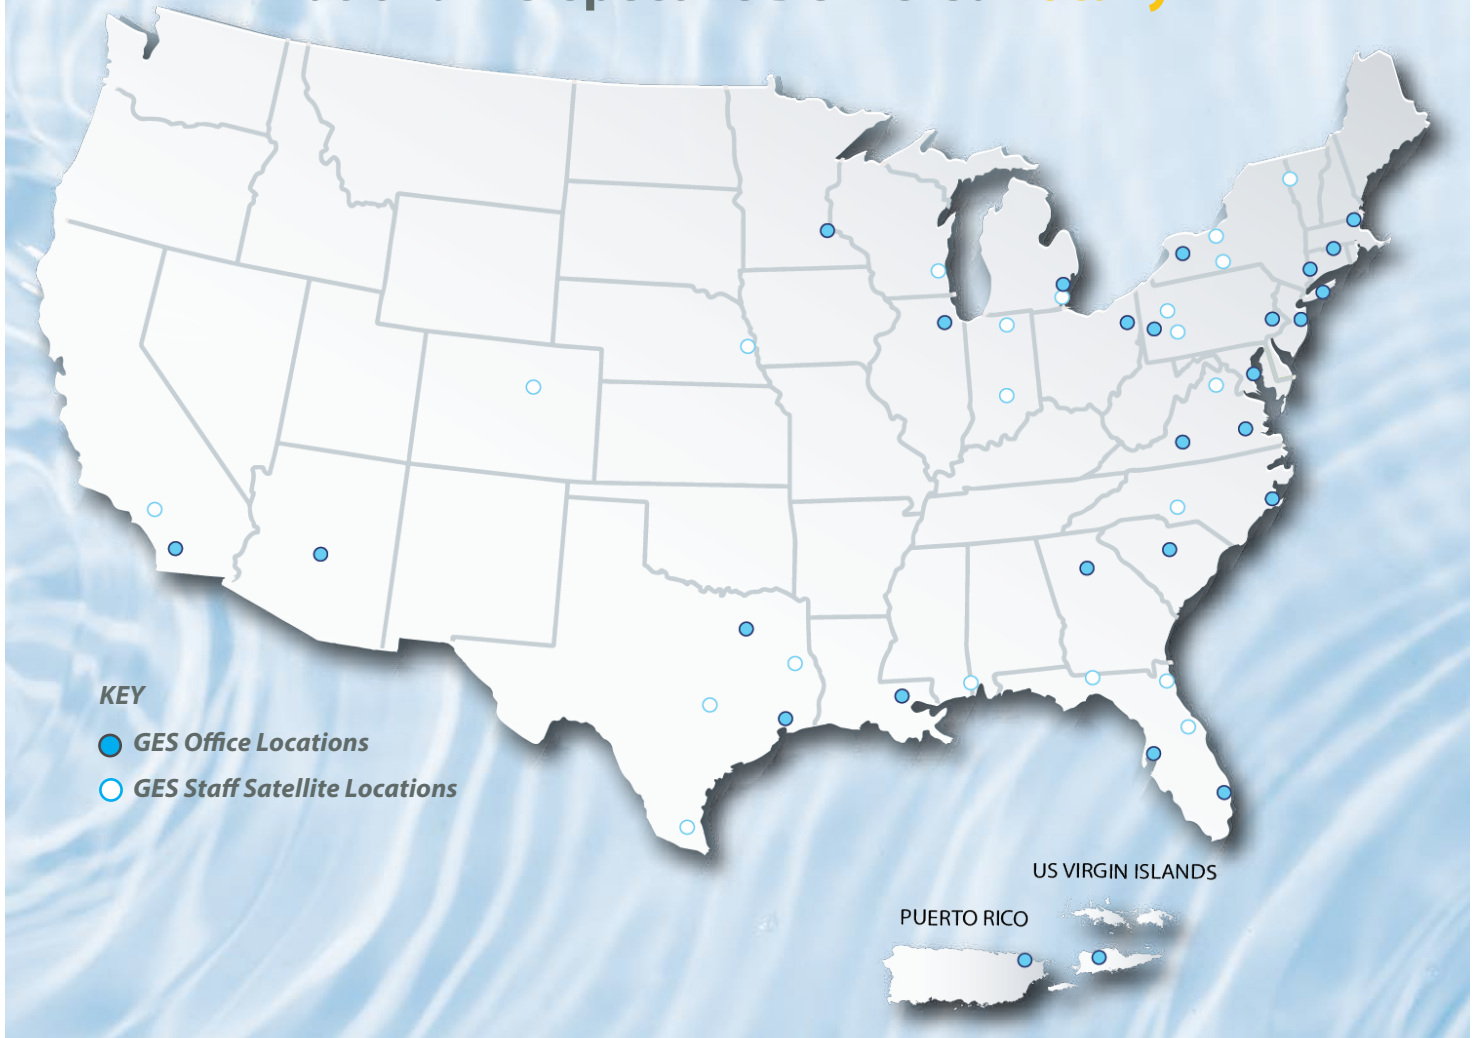 KEY
GES Office Locations
GES Staff Satellite Locations
US VIRGIN ISLANDS
PUERTO RICO